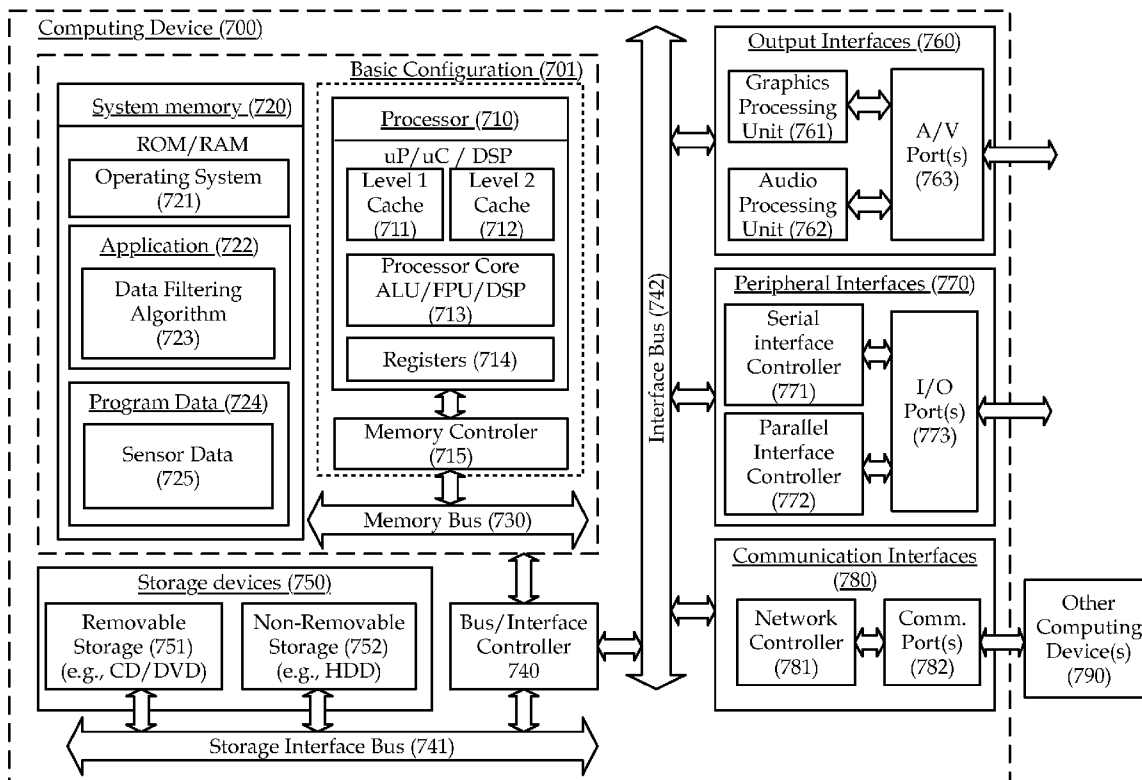 Computing Device (700)
Basic Configuration (701)
System memory (720)
ROM/RAM
Operating System
(721)
Application (722)
Data Filtering
Algorithm
(723)
Program Data (724)
Sensor Data
(725)
Processor (710)
uP/uC / DSP
Level 1
Cache
(711)
Level 2
Cache
(712)
Processor Core
ALU/FPU/DSP
(713)
Registers (714)
Memory Controler
(715)
Memory Bus (730)
Storage devices (750)
Removable
Storage (751)
(e.g., CD/DVD)
Non-Removable
Storage (752)
(e.g., HDD)
Bus/Interface
Controller
740
Storage Interface Bus (741)
Interface Bus (742)
Output Interfaces (760)
Graphics
Processing
Unit (761)
Audio
Processing
Unit (762)
A/V
Port(s)
(763)
Peripheral Interfaces (770)
Serial
interface
Controller
(771)
Parallel
Interface
Controller
(772)
I/O
Port(s)
(773)
Communication Interfaces
(780)
Network
Controller
(781)
Comm.
Port(s)
(782)
Other
Computing
Device(s)
(790)